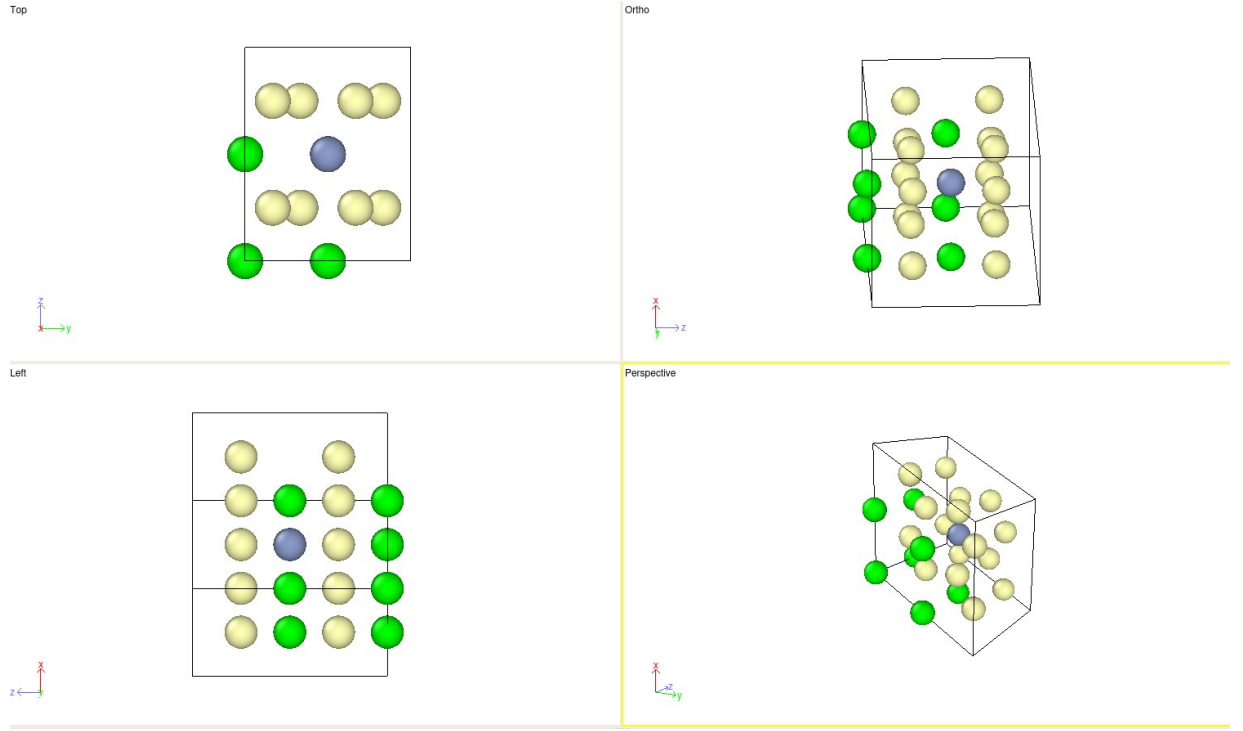 Top
Ortho
z
x y
x
y z
Left
Perspective
x
z y
x
z
y